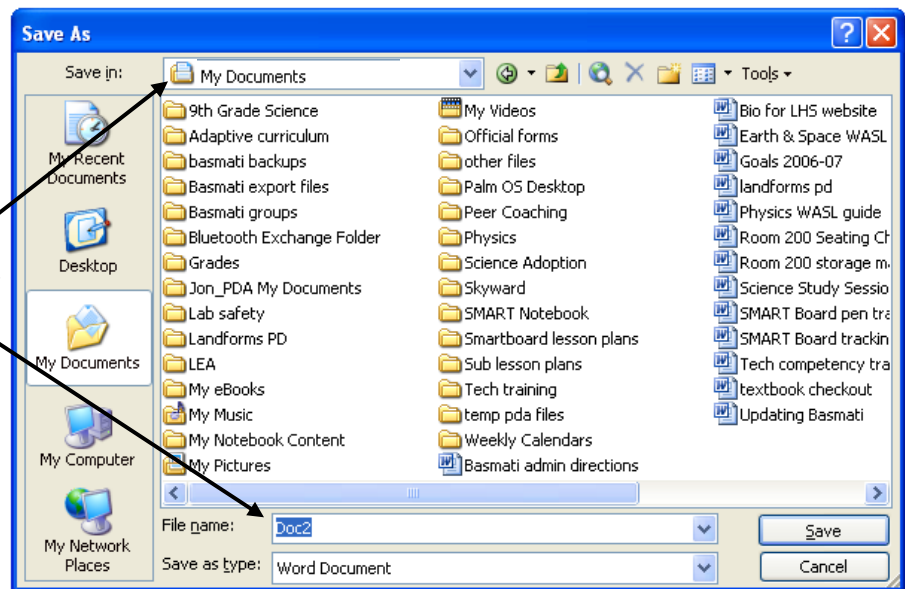 Save As
Save in:
My Documents
Tools
My Recent
Documents
Desktop
My Documents
My Computer
My Network
Places
9th Grade Science
Adaptive curriculum
basmati backups
Basmati export files
Basmati groups
Bluetooth Exchange Folder
Grades
Jon_PDA My Documents
Lab safety
Landforms PD
LEA
My eBooks
My Music
My Notebook Content
My Pictures
My Videos
Official forms
other files
Palm OS Desktop
Peer Coaching
Physics
Science Adoption
Skyward
SMART Notebook
Smartboard lesson plans
Sub lesson plans
Tech training
temp pda files
Weekly Calendars
Basmati admin directions
Bio for LHS website
Earth & Space WASL
Goals 2006-07
landforms pd
Physics WASL guide
Room 200 Seating Ch
Room 200 storage m
Science Study Sessio
SMART Board pen tra
SMART Board trackin
Tech competency tra
textbook checkout
Updating Basmati
File name:
Doc2
Save
Save as type:
Word Document
Cancel